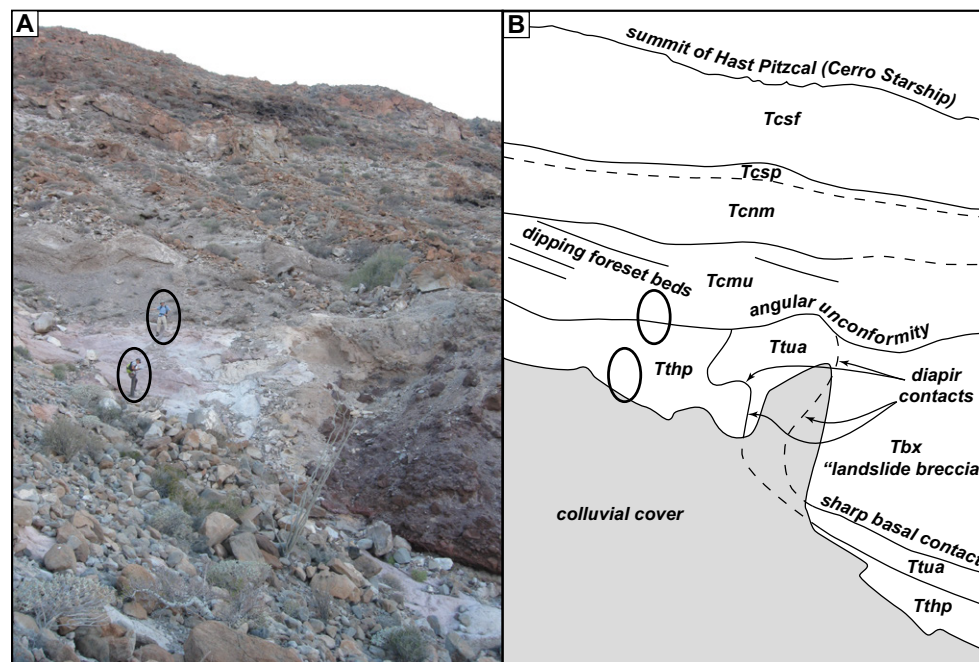 A
B
summit of Hast Pitzcal (Cerro Starship)
Tcsf
Tcsp
Tcnm
dipping foreset beds
Tcmu
angular unconformity
Tthp
Ttua
diapir
contacts
Tbx
“landslide breccia”
colluvial cover
sharp basal contact
Ttua
Tthp